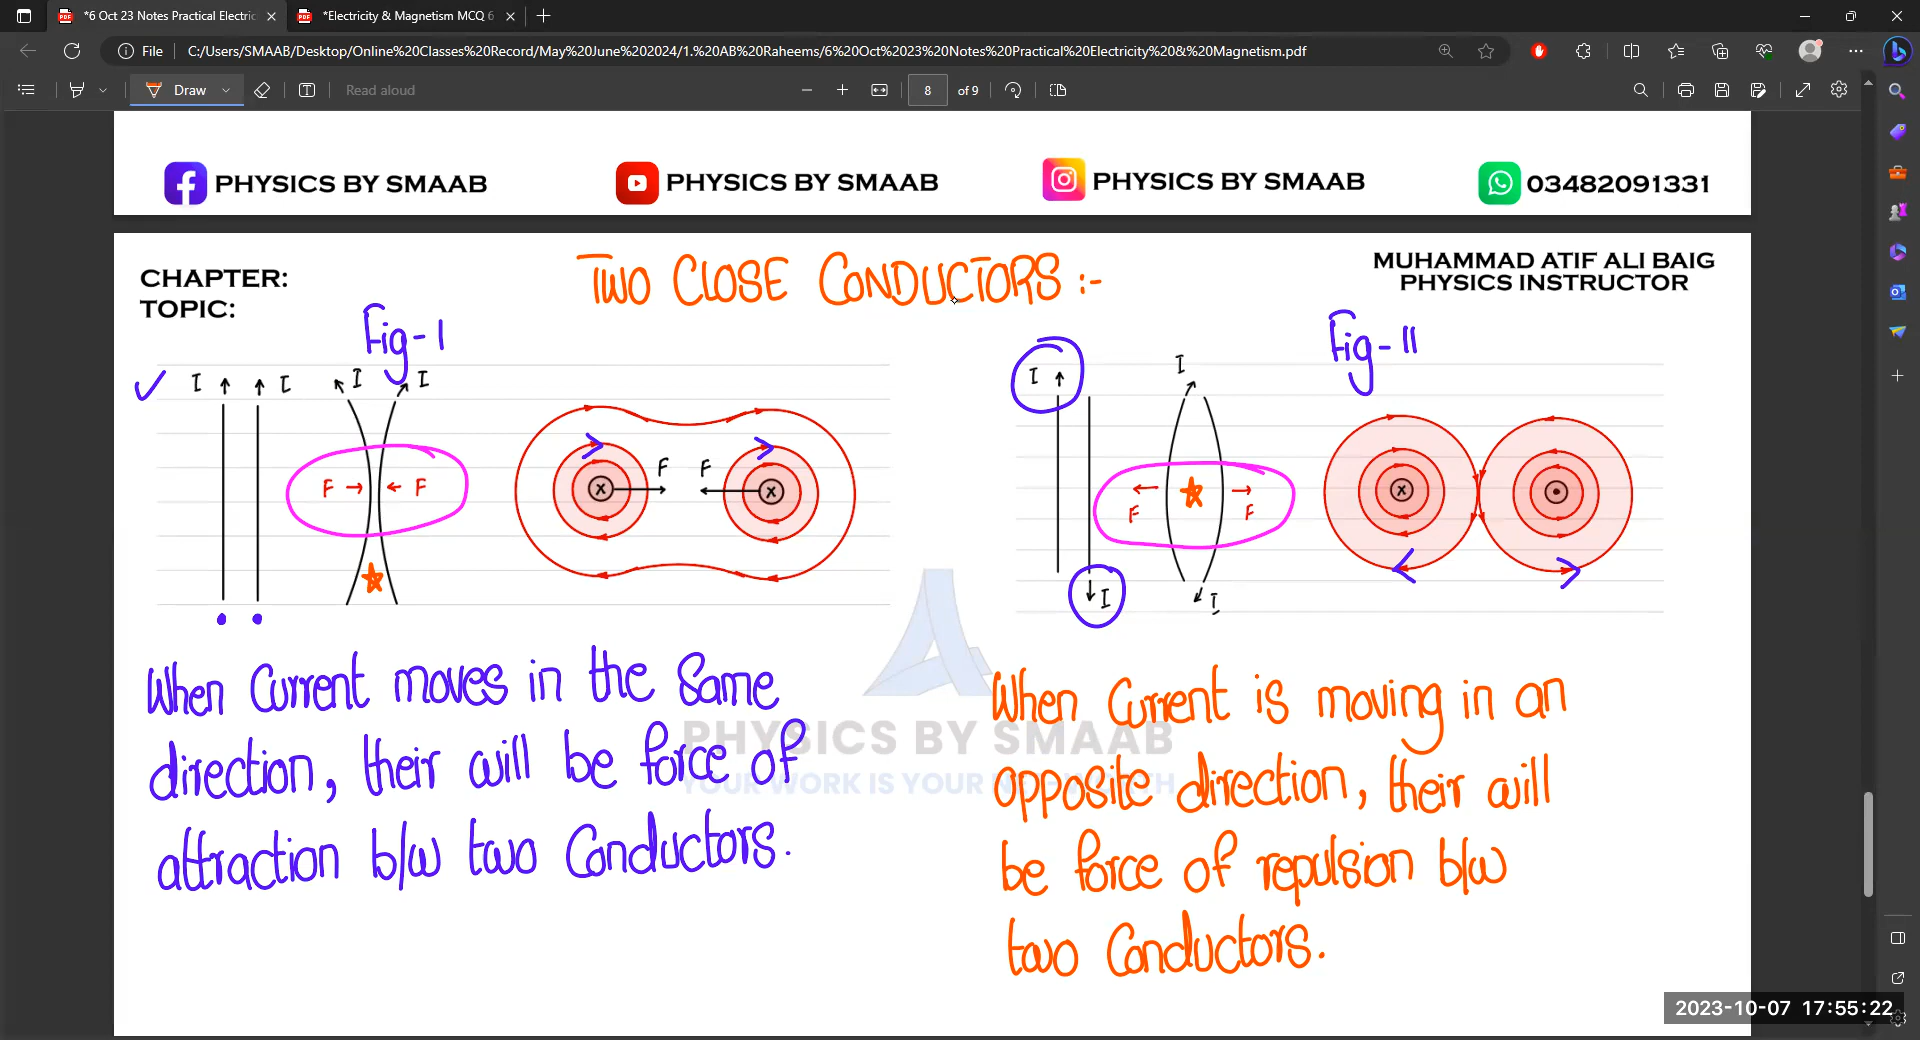 *6 Oct 23 Notes Practical Electric
*Electricity & Magnetism MCQ 6
File
C:/Users/SMAAB/Desktop/Online%20Classes%20Record/May%20June%202024/1.%20AB%20Raheems/6%20Oct%2023%20Notes%20Practical%20Electricity%20&%20Magnetism.pdf
Draw
Read aloud
8 of 9
PHYSICS BY SMAAB
PHYSICS BY SMAAB
PHYSICS BY SMAAB
03482091331
CHAPTER:
TOPIC:
TWO CLOSE CONDUCTORS :-
MUHAMMAD ATIF ALI BAIG
PHYSICS INSTRUCTOR
Fig-I
Fig-II
I I I I
I I
F F
F F
x x
F F
x
I I
When Current moves in the Same
direction, their will be force of
attraction b/w two Conductors.
When Current is moving in an
opposite direction, their will
be force of repulsion b/w
two Conductors.
PHYSICS BY SMAAB
YOUR WORK IS YOUR
2023-10-07 17:55:22